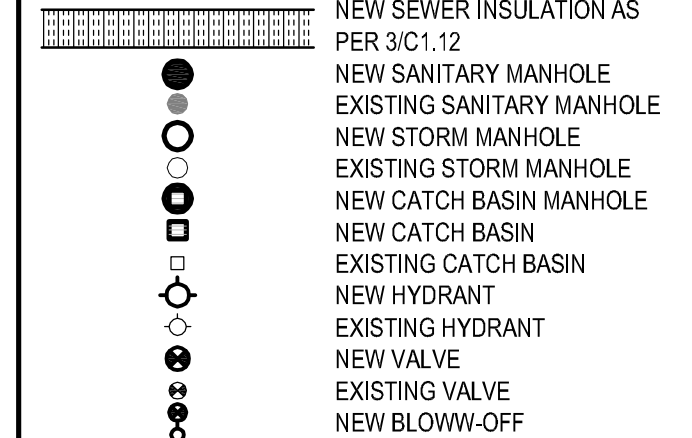 NEW SEWER INSULATION AS
PER 3/C1.12
NEW SANITARY MANHOLE
EXISTING SANITARY MANHOLE
NEW STORM MANHOLE
EXISTING STORM MANHOLE
NEW CATCH BASIN MANHOLE
NEW CATCH BASIN
EXISTING CATCH BASIN
NEW HYDRANT
EXISTING HYDRANT
NEW VALVE
EXISTING VALVE
NEW BLOWW-OFF